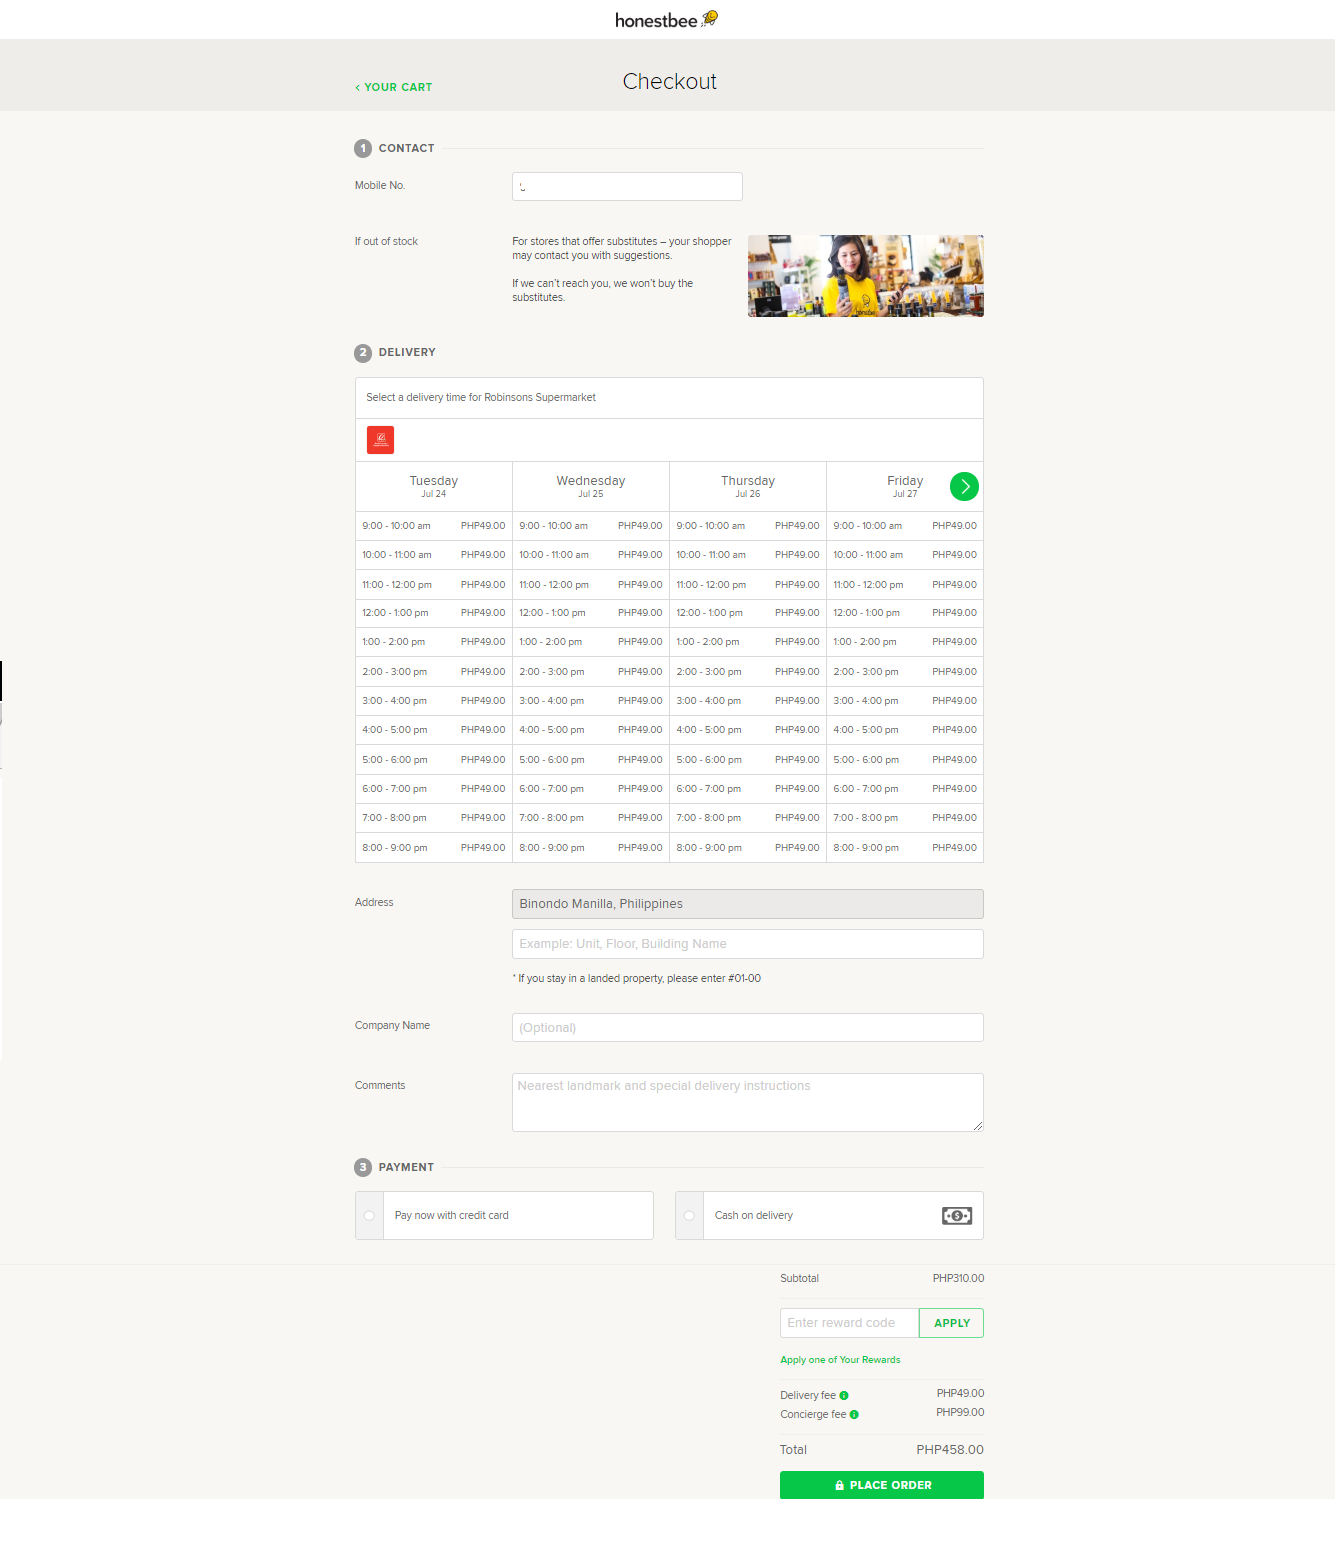 honestbee
< YOUR CART
Checkout
1 CONTACT
Mobile No.
If out of stock
For stores that offer substitutes – your shopper
may contact you with suggestions.
If we can't reach you, we won't buy the
substitutes.
honestbee
2 DELIVERY
Select a delivery time for Robinsons Supermarket
Tuesday Wednesday Thursday Friday
Jul 24 Jul 25 Jul 26 Jul 27
9:00 - 10:00 am PHP49.00 9:00 - 10:00 am PHP49.00 9:00 - 10:00 am PHP49.00 9:00 - 10:00 am PHP49.00
10:00 - 11:00 am PHP49.00 10:00 - 11:00 am PHP49.00 10:00 - 11:00 am PHP49.00 10:00 - 11:00 am PHP49.00
11:00 - 12:00 pm PHP49.00 11:00 - 12:00 pm PHP49.00 11:00 - 12:00 pm PHP49.00 11:00 - 12:00 pm PHP49.00
12:00 - 1:00 pm PHP49.00 12:00 - 1:00 pm PHP49.00 12:00 - 1:00 pm PHP49.00 12:00 - 1:00 pm PHP49.00
1:00 - 2:00 pm PHP49.00 1:00 - 2:00 pm PHP49.00 1:00 - 2:00 pm PHP49.00 1:00 - 2:00 pm PHP49.00
2:00 - 3:00 pm PHP49.00 2:00 - 3:00 pm PHP49.00 2:00 - 3:00 pm PHP49.00 2:00 - 3:00 pm PHP49.00
3:00 - 4:00 pm PHP49.00 3:00 - 4:00 pm PHP49.00 3:00 - 4:00 pm PHP49.00 3:00 - 4:00 pm PHP49.00
4:00 - 5:00 pm PHP49.00 4:00 - 5:00 pm PHP49.00 4:00 - 5:00 pm PHP49.00 4:00 - 5:00 pm PHP49.00
5:00 - 6:00 pm PHP49.00 5:00 - 6:00 pm PHP49.00 5:00 - 6:00 pm PHP49.00 5:00 - 6:00 pm PHP49.00
6:00 - 7:00 pm PHP49.00 6:00 - 7:00 pm PHP49.00 6:00 - 7:00 pm PHP49.00 6:00 - 7:00 pm PHP49.00
7:00 - 8:00 pm PHP49.00 7:00 - 8:00 pm PHP49.00 7:00 - 8:00 pm PHP49.00 7:00 - 8:00 pm PHP49.00
8:00 - 9:00 pm PHP49.00 8:00 - 9:00 pm PHP49.00 8:00 - 9:00 pm PHP49.00 8:00 - 9:00 pm PHP49.00
Address
Binondo Manilla, Philippines
Example: Unit, Floor, Building Name
* If you stay in a landed property, please enter #01-00
Company Name
(Optional)
Comments
Nearest landmark and special delivery instructions
3 PAYMENT
Pay now with credit card
Cash on delivery
Subtotal PHP310.00
Enter reward code APPLY
Apply one of Your Rewards
Delivery fee PHP49.00
Concierge fee PHP99.00
Total PHP458.00
PLACE ORDER